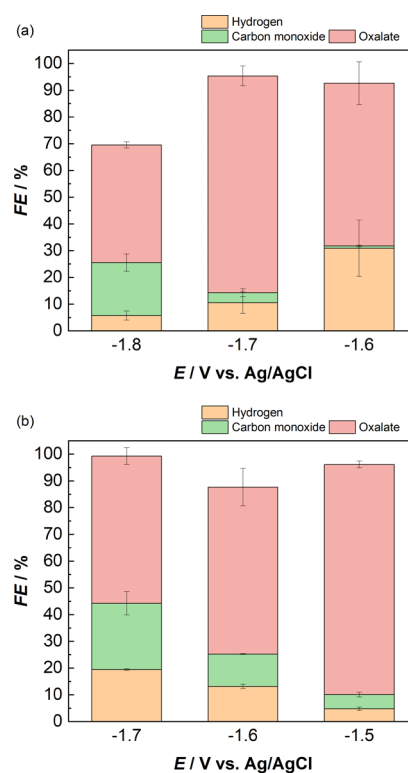 (a)
Hydrogen
Carbon monoxide Oxalate
100
90
80
70
60
50
40
30
20
10
0
FE / %
-1.8 -1.7 -1.6
E / V vs. Ag/AgCl
(b)
Hydrogen
Carbon monoxide Oxalate
100
90
80
70
60
50
40
30
20
10
0
FE / %
-1.7 -1.6 -1.5
E / V vs. Ag/AgCl